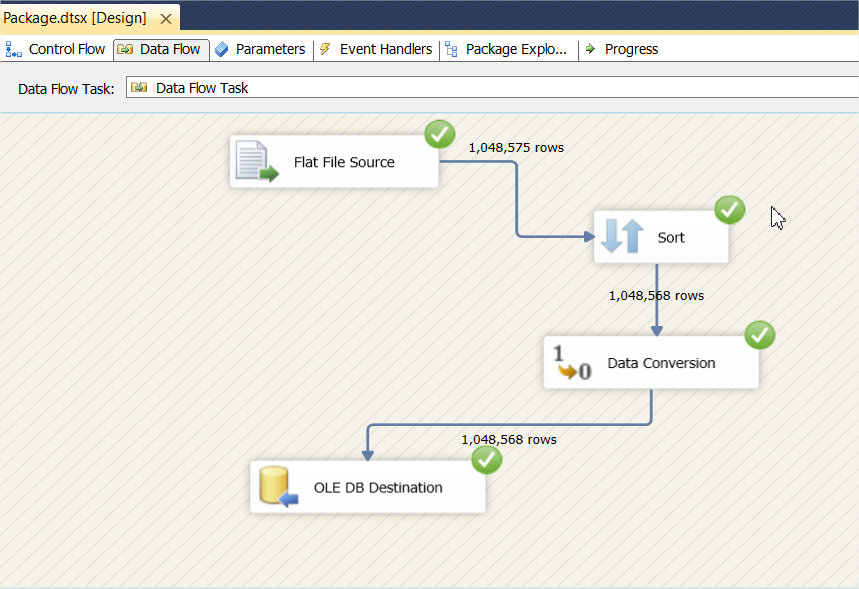 Package.dtsx [Design]
Control Flow Data Flow Parameters Event Handlers Package Explo... Progress
Data Flow Task: Data Flow Task
Flat File Source
1,048,575 rows
Sort
1,048,568 rows
1
0
Data Conversion
1,048,568 rows
OLE DB Destination